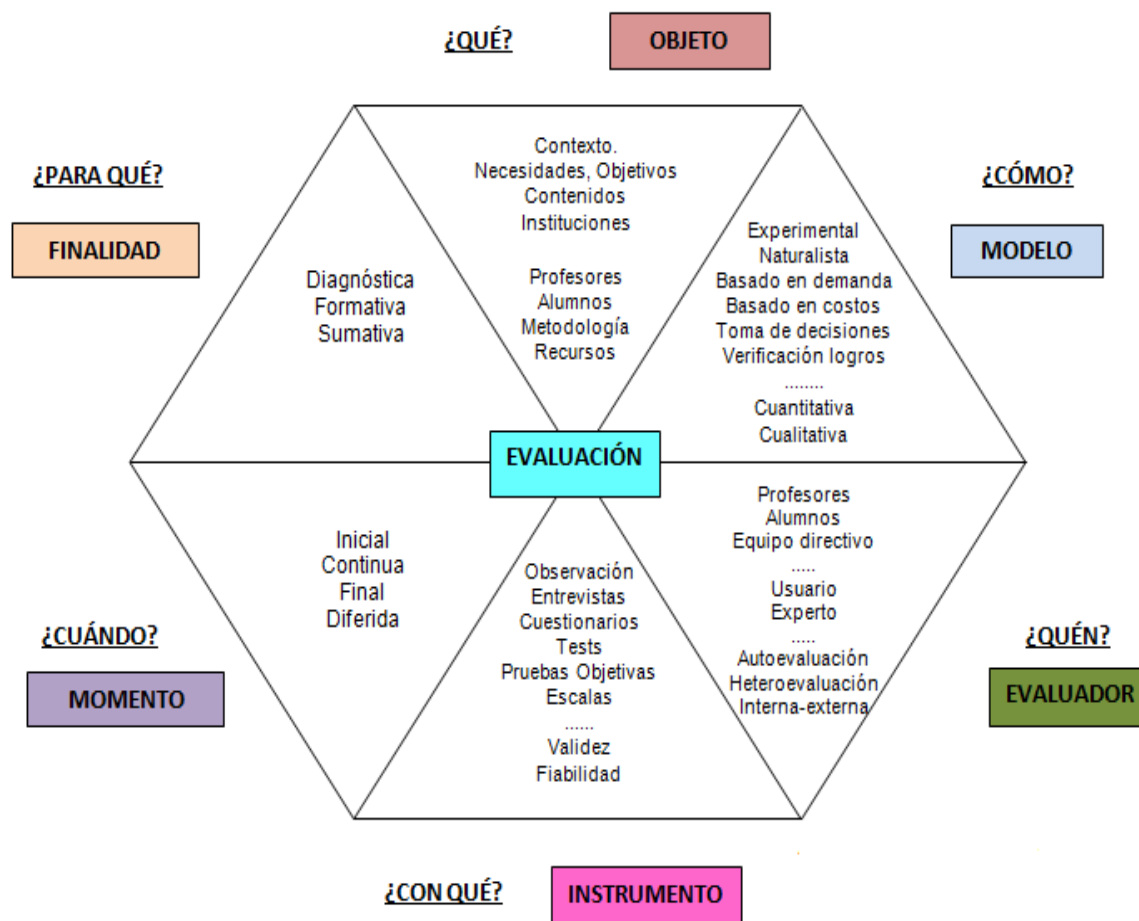 ¿QUÉ?
OBJETO
Contexto.
Necesidades, Objetivos
Contenidos
Instituciones
Profesores
Alumnos
Metodología
Recursos
¿CÓMO?
MODELO
Experimental
Naturalista
Basado en demanda
Basado en costos
Toma de decisiones
Verificación logros
........
Cuantitativa
Cualitativa
¿QUÉN?
EVALUADOR
Profesores
Alumnos
Equipo directivo
.....
Usuario
Experto
.....
Autoevaluación
Heteroevaluación
Interna-externa
¿CON QUÉ?
INSTRUMENTO
Observación
Entrevistas
Cuestionarios
Tests
Pruebas Objetivas
Escalas
......
Validez
Fiabilidad
¿CUÁNDO?
MOMENTO
Inicial
Continua
Final
Diferida
¿PARA QUÉ?
FINALIDAD
Diagnóstica
Formativa
Sumativa
EVALUACIÓN